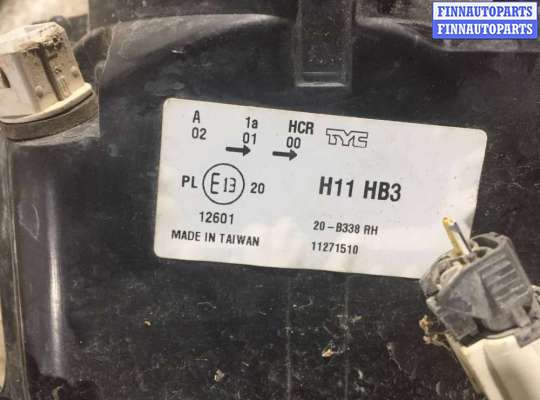 FINNAUTOPARTS
FINNAUTOPARTS
A 1a HCR TYC
02 01 00
PL E13 20 H11 HB3
12601 20-B338 RH
MADE IN TAIWAN 11271510